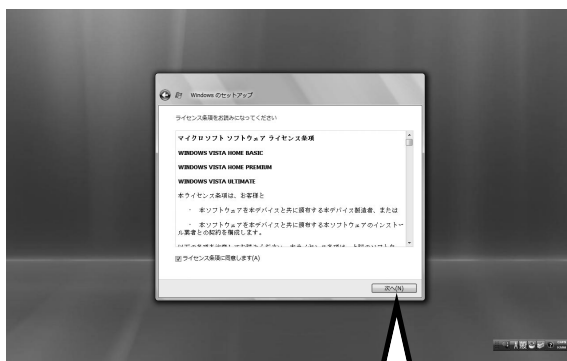 Windows のセットアップ
ライセンス条項をお読みになってください
マイクロソフト ソフトウェア ライセンス条項
WINDOWS VISTA HOME BASIC
WINDOWS VISTA HOME PREMIUM
WINDOWS VISTA ULTIMATE
本ライセンス条項は、お客様と
・ 本ソフトウェアを本デバイスと共に頒布する本デバイス製造者、または
・ 本ソフトウェアを本デバイスと共に頒布する本ソフトウェアのインストー
ル業者との契約を構成します。
ライセンス条項に同意します(A)
次へ(N)